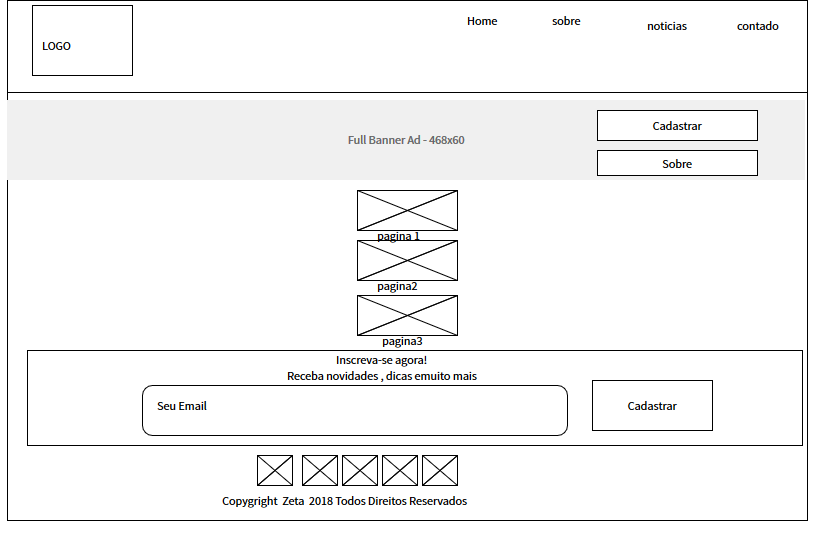 Home
sobre
noticias
contado
LOGO
Full Banner Ad - 468x60
Cadastrar
Sobre
pagina 1
pagina2
pagina3
Inscreva-se agora!
Receba novidades , dicas emuito mais
Seu Email
Cadastrar
Copygright Zeta 2018 Todos Direitos Reservados